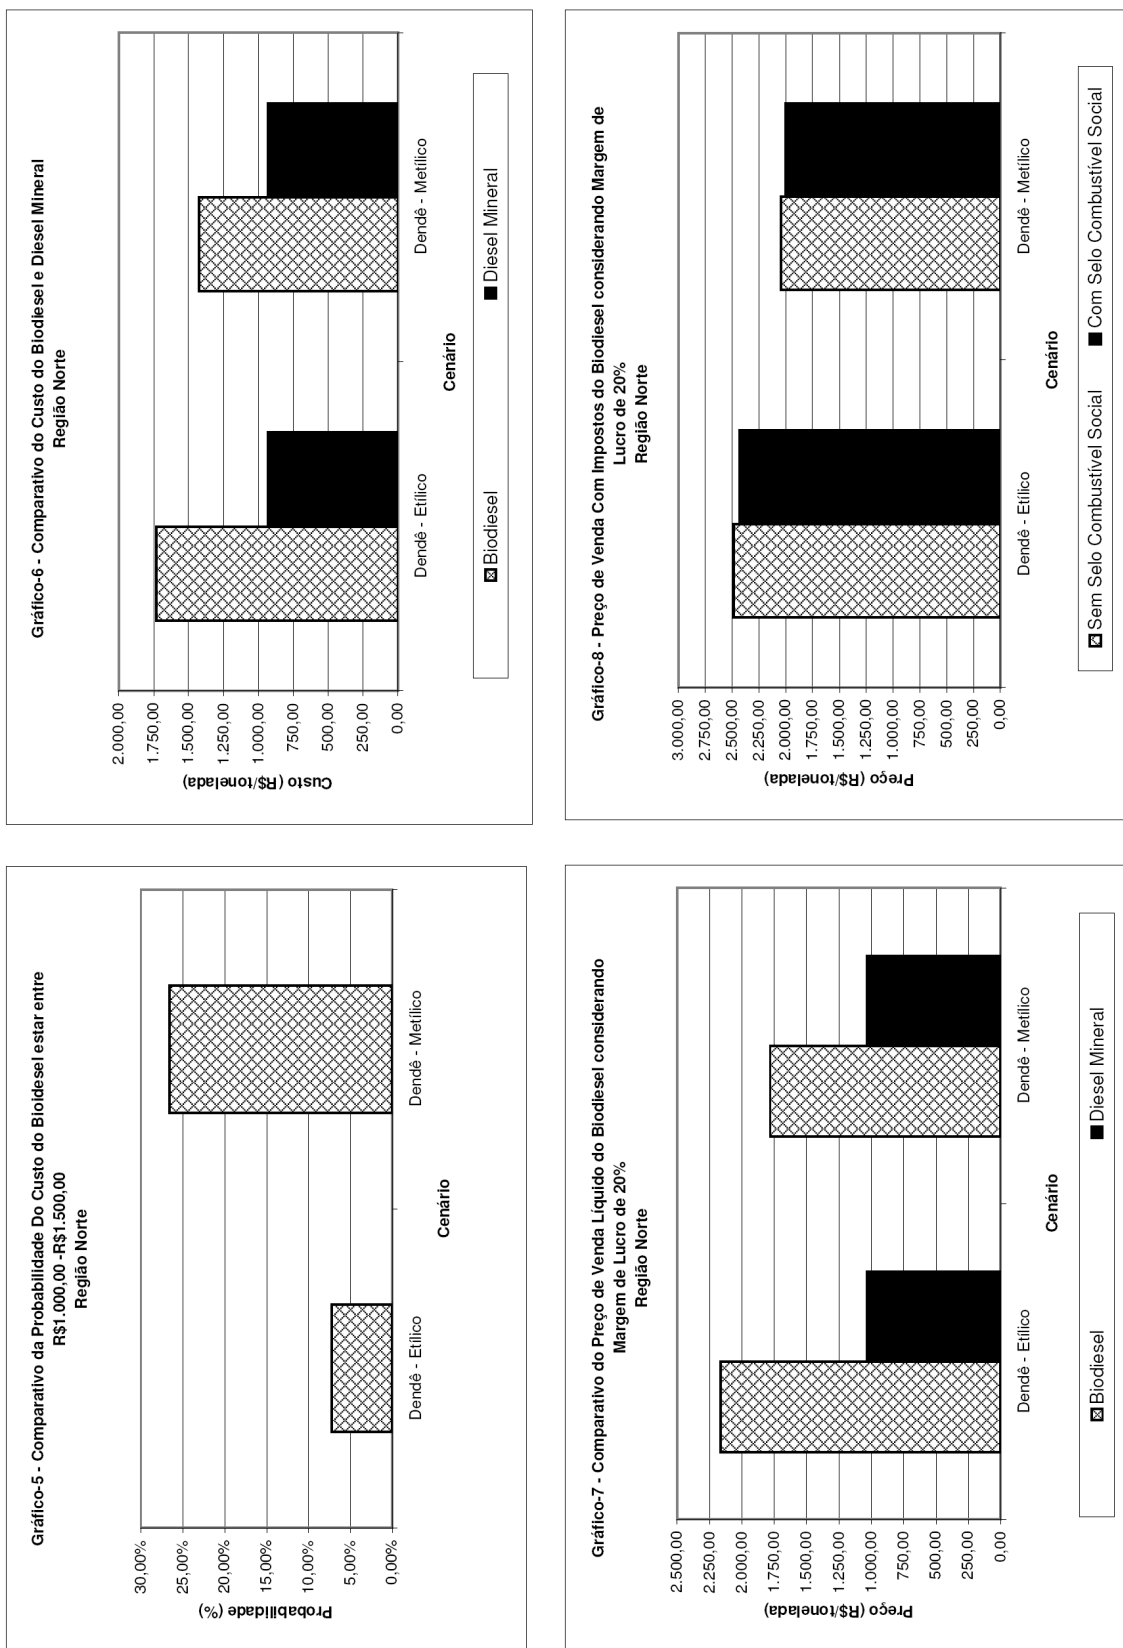 Gráfico-5 - Comparativo da Probabilidade Do Custo do Bioidesel estar entre
R$1.000,00 -R$1.500,00
Região Norte
30,00%
25,00%
20,00%
15,00%
10,00%
5,00%
0,00%
Probabilidade (%)
Dendê - Etílico
Dendê - Metílico
Cenário
Gráfico-6 - Comparativo do Custo do Biodiesel e Diesel Mineral
Região Norte
2.000,00
1.750,00
1.500,00
1.250,00
1.000,00
750,00
500,00
250,00
0,00
Custo (R$/tonelada)
Dendê - Etílico
Dendê - Metílico
Cenário
Biodiesel
Diesel Mineral
Gráfico-7 - Comparativo do Preço de Venda Líquido do Biodiesel considerando
Margem de Lucro de 20%
Região Norte
2.500,00
2.250,00
2.000,00
1.750,00
1.500,00
1.250,00
1.000,00
750,00
500,00
250,00
0,00
Preço (R$/tonelada)
Dendê - Etílico
Dendê - Metílico
Cenário
Biodiesel
Diesel Mineral
Gráfico-8 - Preço de Venda Com Impostos do Biodiesel considerando Margem de
Lucro de 20%
Região Norte
3.000,00
2.750,00
2.500,00
2.250,00
2.000,00
1.750,00
1.500,00
1.250,00
1.000,00
750,00
500,00
250,00
0,00
Preço (R$/tonelada)
Dendê - Etílico
Dendê - Metílico
Cenário
Sem Selo Combustível Social
Com Selo Combustível Social